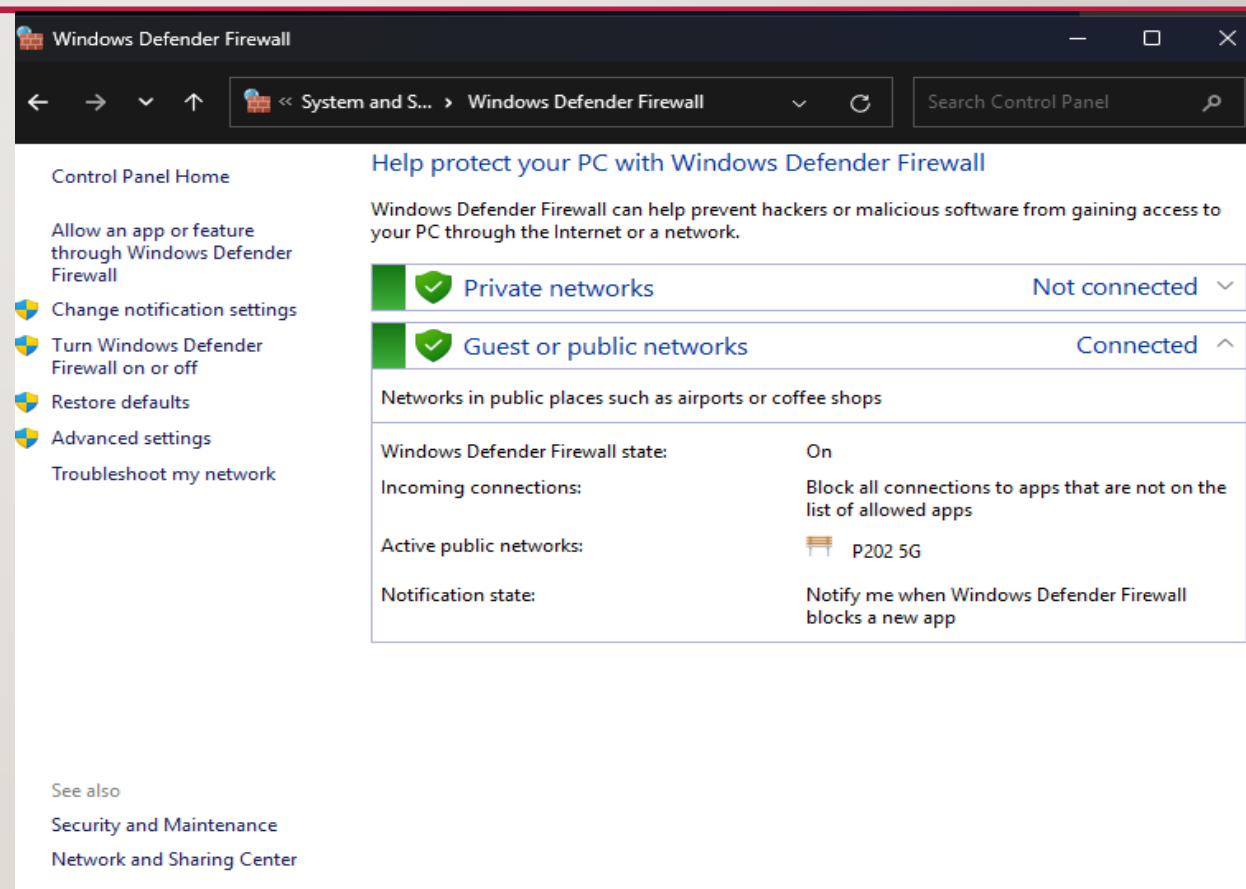 Windows Defender Firewall
« System and S... › Windows Defender Firewall
Search Control Panel
Control Panel Home
Allow an app or feature
through Windows Defender
Firewall
Change notification settings
Turn Windows Defender
Firewall on or off
Restore defaults
Advanced settings
Troubleshoot my network
Help protect your PC with Windows Defender Firewall
Windows Defender Firewall can help prevent hackers or malicious software from gaining access to
your PC through the Internet or a network.
Private networks Not connected
Guest or public networks Connected
Networks in public places such as airports or coffee shops
Windows Defender Firewall state: On
Incoming connections: Block all connections to apps that are not on the
list of allowed apps
Active public networks: P202 5G
Notification state: Notify me when Windows Defender Firewall
blocks a new app
See also
Security and Maintenance
Network and Sharing Center